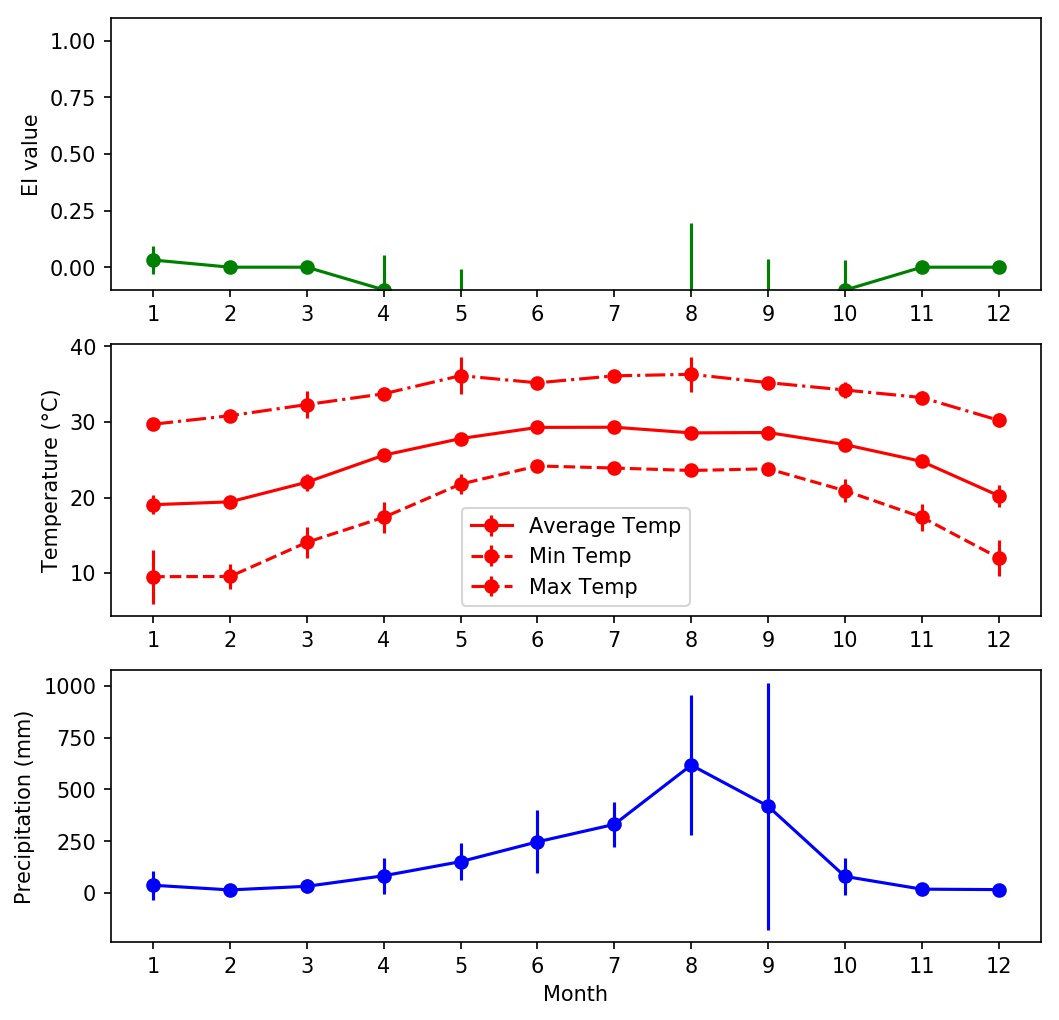 EI value
1.00
0.75
0.50
0.25
0.00
1 2 3 4 5 6 7 8 9 10 11 12
Temperature (°C)
40
30
20
10
Average Temp
Min Temp
Max Temp
1 2 3 4 5 6 7 8 9 10 11 12
Precipitation (mm)
1000
750
500
250
0
1 2 3 4 5 6 7 8 9 10 11 12
Month